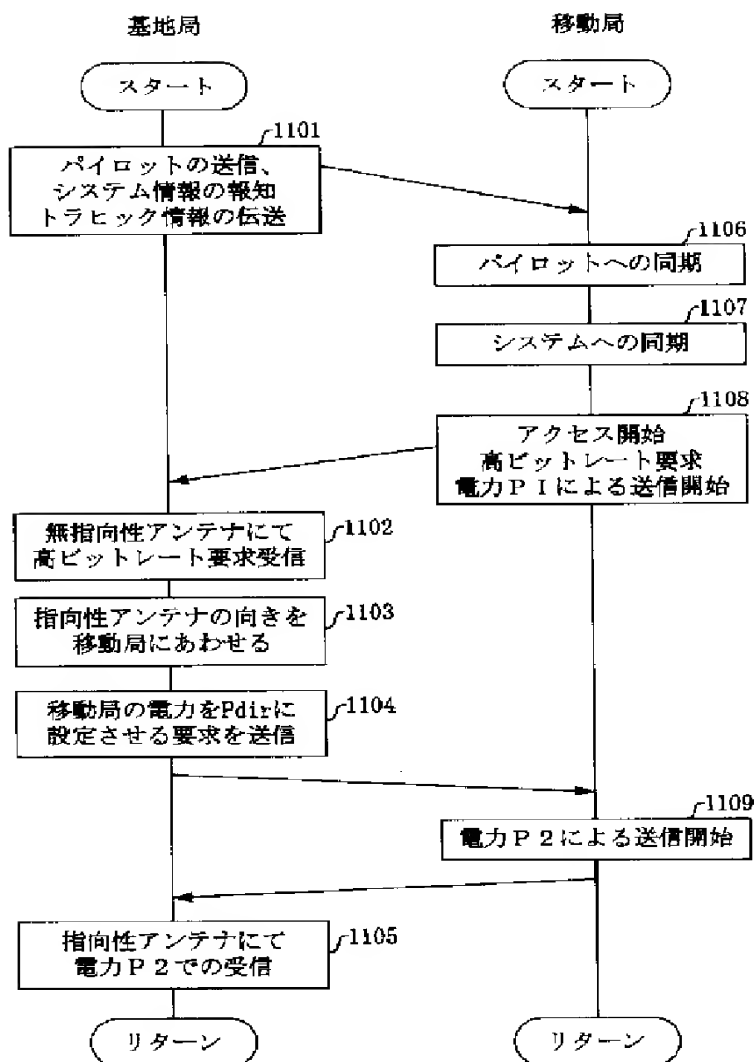 基地局
移動局
スタート
スタート
1101
パイロットの送信、
システム情報の報知
トラヒック情報の伝送
1106
パイロットへの同期
1107
システムへの同期
1108
アクセス開始
高ビットレート要求
電力P1による送信開始
無指向性アンテナにて
高ビットレート要求受信
1102
指向性アンテナの向きを
移動局にあわせる
1103
移動局の電力をPdirに
設定させる要求を送信
1104
1109
電力P2による送信開始
指向性アンテナにて
電力P2での受信
1105
リターン
リターン